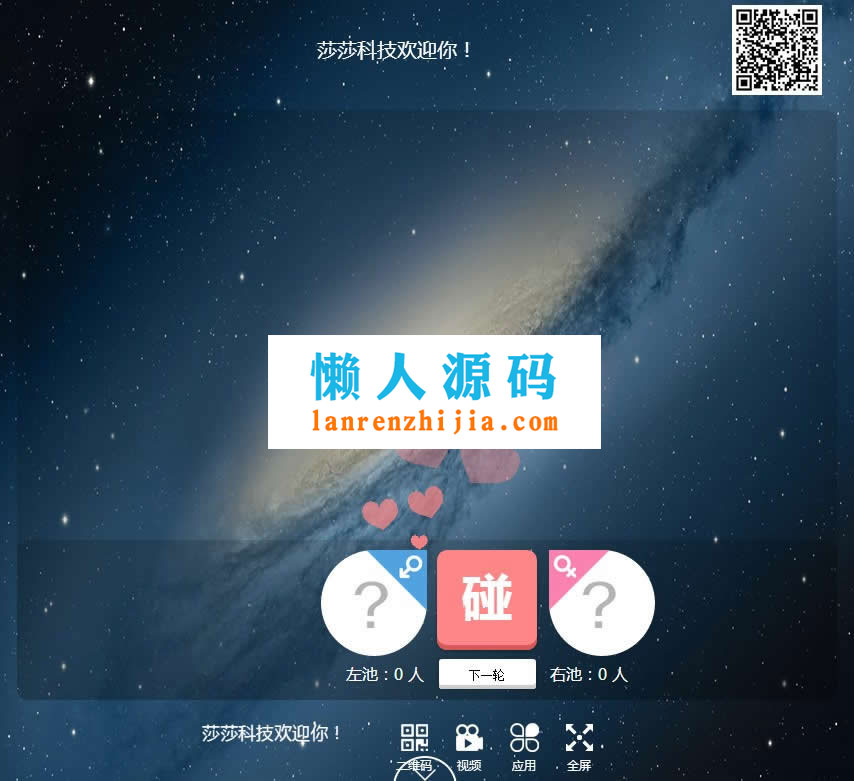 莎莎科技欢迎你！
懒人源码
lanrenzhijia.com
?
碰
?
左池：0 人
下一轮
右池：0 人
莎莎科技欢迎你！
二维码
视频
应用
全屏